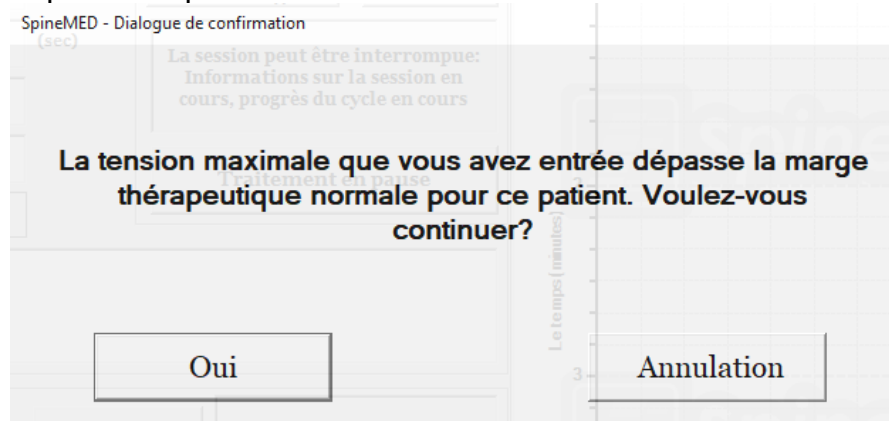 SpineMED - Dialogue de confirmation
(sec)
La session peut être interrompue:
Informations sur la session en
cours, progrès du cycle en cours
La tension maximale que vous avez entrée dépasse la marge
Traitement en pause
thérapeutique normale pour ce patient. Voulez-vous
continuer?
Le temps (minutes)
Oui
Annulation
3